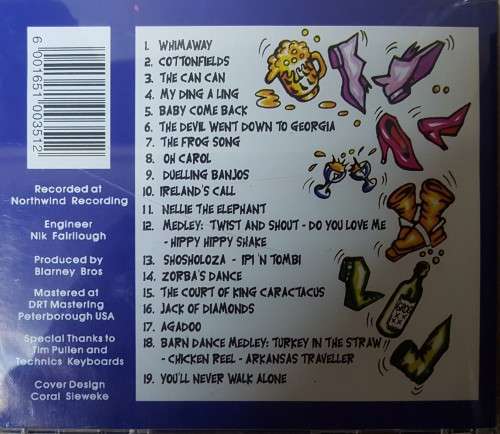 6 001651 003512
Recorded at
Northwind Recording
Engineer
Nik Fairlough
Produced by
Blarney Bros
Mastered at
DRT Mastering
Peterborough USA
Special Thanks to
Tim Pullen and
Technics Keyboards
Cover Design
Coral Sieweke
1. WHIMAWAY
2. COTTONFIELDS
3. THE CAN CAN
4. MY DING A LING
5. BABY COME BACK
6. THE DEVIL WENT DOWN TO GEORGIA
7. THE FROG SONG
8. OH CAROL
9. DUELLING BANJOS
10. IRELAND'S CALL
11. NELLIE THE ELEPHANT
12. MEDLEY: TWIST AND SHOUT - DO YOU LOVE ME
- HIPPY HIPPY SHAKE
13. SHOSHOLOZA - IPI 'N TOMBI
14. ZORBA'S DANCE
15. THE COURT OF KING CARACTACUS
16. JACK OF DIAMONDS
17. AGADOO
18. BARN DANCE MEDLEY: TURKEY IN THE STRAW
- CHICKEN REEL - ARKANSAS TRAVELLER
19. YOU'LL NEVER WALK ALONE